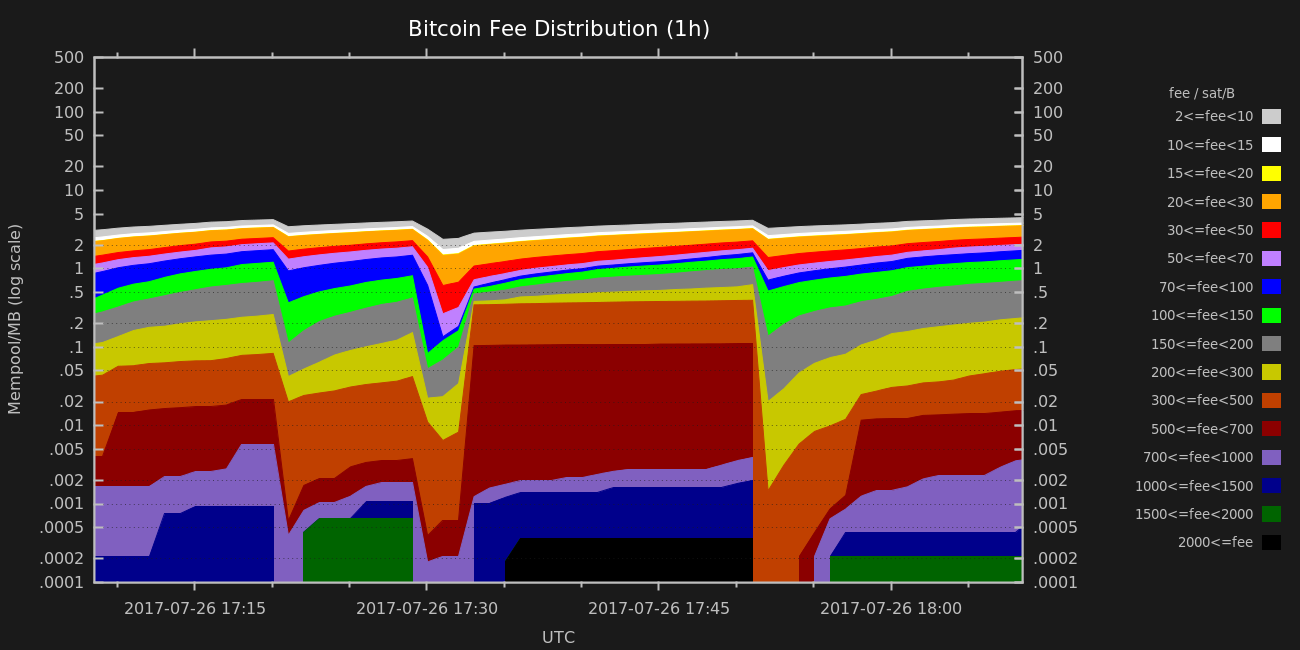 Bitcoin Fee Distribution (1h)
Mempool/MB (log scale)
500
200
100
50
20
10
5
2
1
.5
.2
.1
.05
.02
.01
.005
.002
.001
.0005
.0002
.0001
500
200
100
50
20
10
5
2
1
.5
.2
.1
.05
.02
.01
.005
.002
.001
.0005
.0002
.0001
2017-07-26 17:15
2017-07-26 17:30
2017-07-26 17:45
2017-07-26 18:00
UTC
fee / sat/B
2<=fee<10
10<=fee<15
15<=fee<20
20<=fee<30
30<=fee<50
50<=fee<70
70<=fee<100
100<=fee<150
150<=fee<200
200<=fee<300
300<=fee<500
500<=fee<700
700<=fee<1000
1000<=fee<1500
1500<=fee<2000
2000<=fee